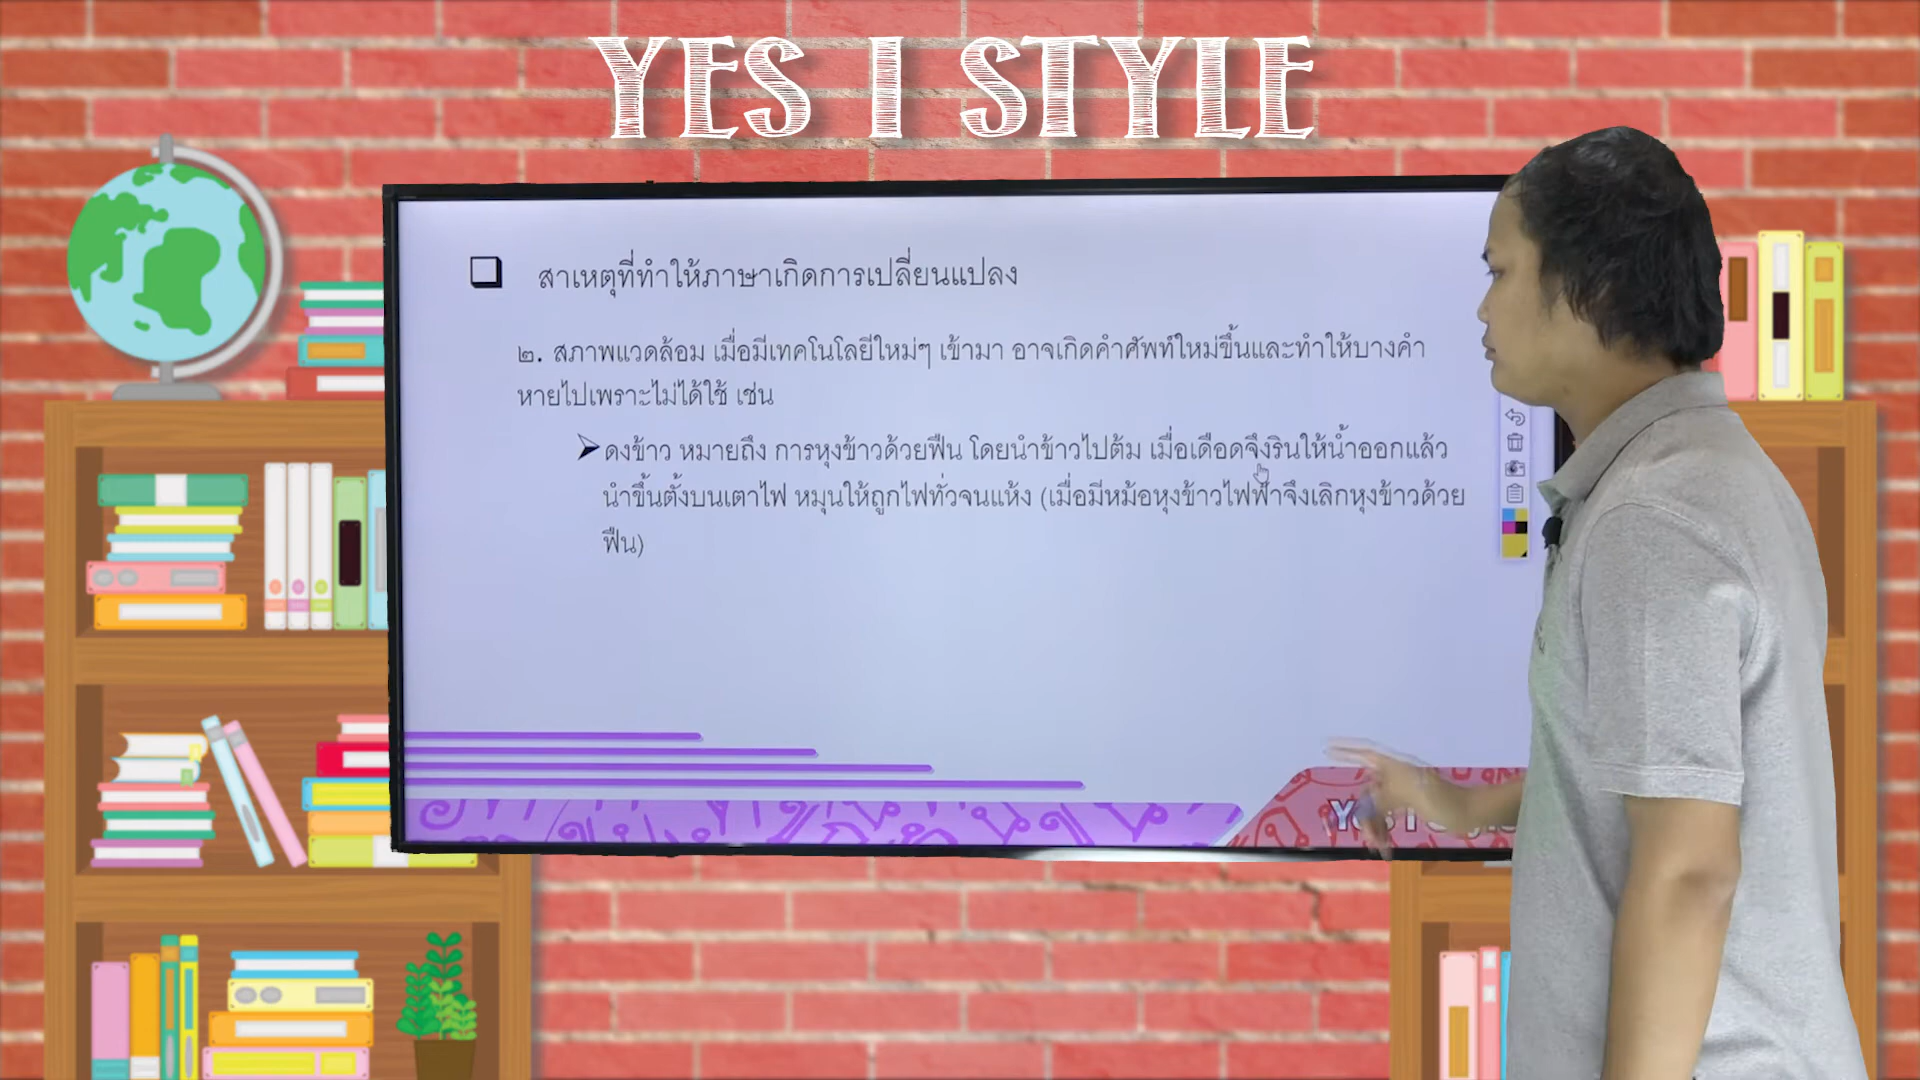 YES I STYLE
สาเหตุที่ทำให้ภาษาเกิดการเปลี่ยนแปลง
๒. สภาพแวดล้อม เมื่อมีเทคโนโลยีใหม่ๆ เข้ามา อาจเกิดคำศัพท์ใหม่ขึ้นและทำให้บางคำ
หายไปเพราะไม่ได้ใช้ เช่น
ดงข้าว หมายถึง การหุงข้าวด้วยฟืน โดยนำข้าวไปต้ม เมื่อเดือดจึงรินให้น้ำออกแล้ว
นำขึ้นตั้งบนเตาไฟ หมุนให้ถูกไฟทั่วจนแห้ง (เมื่อมีหม้อหุงข้าวไฟฟ้าจึงเลิกหุงข้าวด้วย
ฟืน)